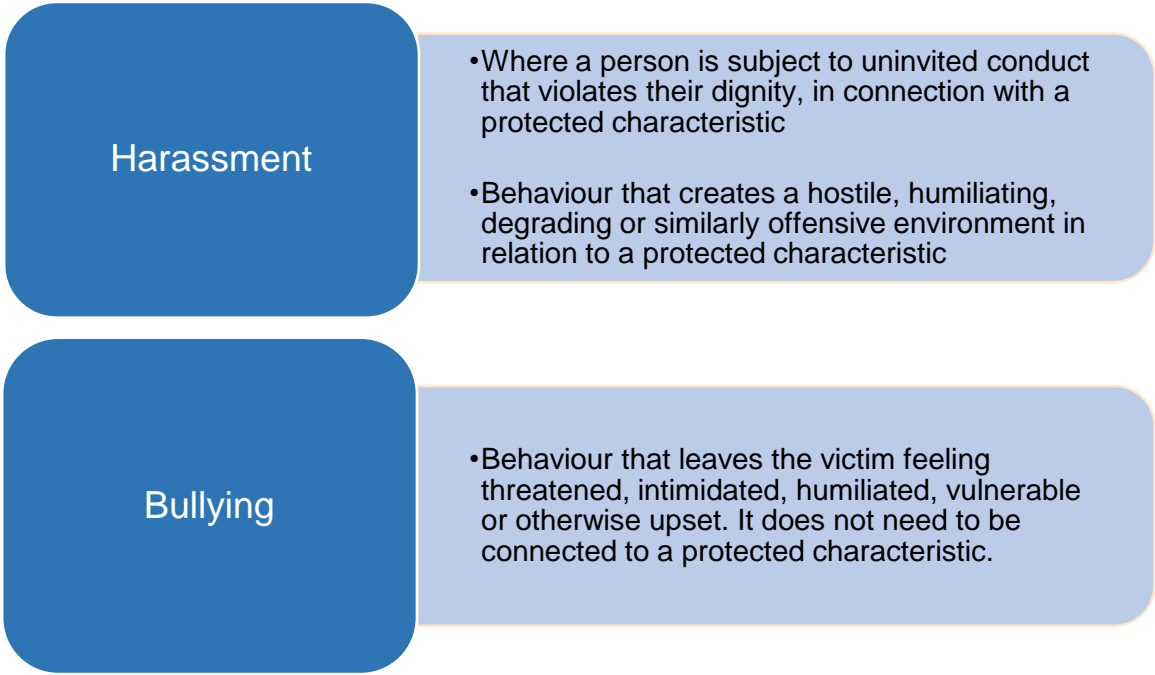 Harassment
•Where a person is subject to uninvited conduct
that violates their dignity, in connection with a
protected characteristic
•Behaviour that creates a hostile, humiliating,
degrading or similarly offensive environment in
relation to a protected characteristic
Bullying
•Behaviour that leaves the victim feeling
threatened, intimidated, humiliated, vulnerable
or otherwise upset. It does not need to be
connected to a protected characteristic.